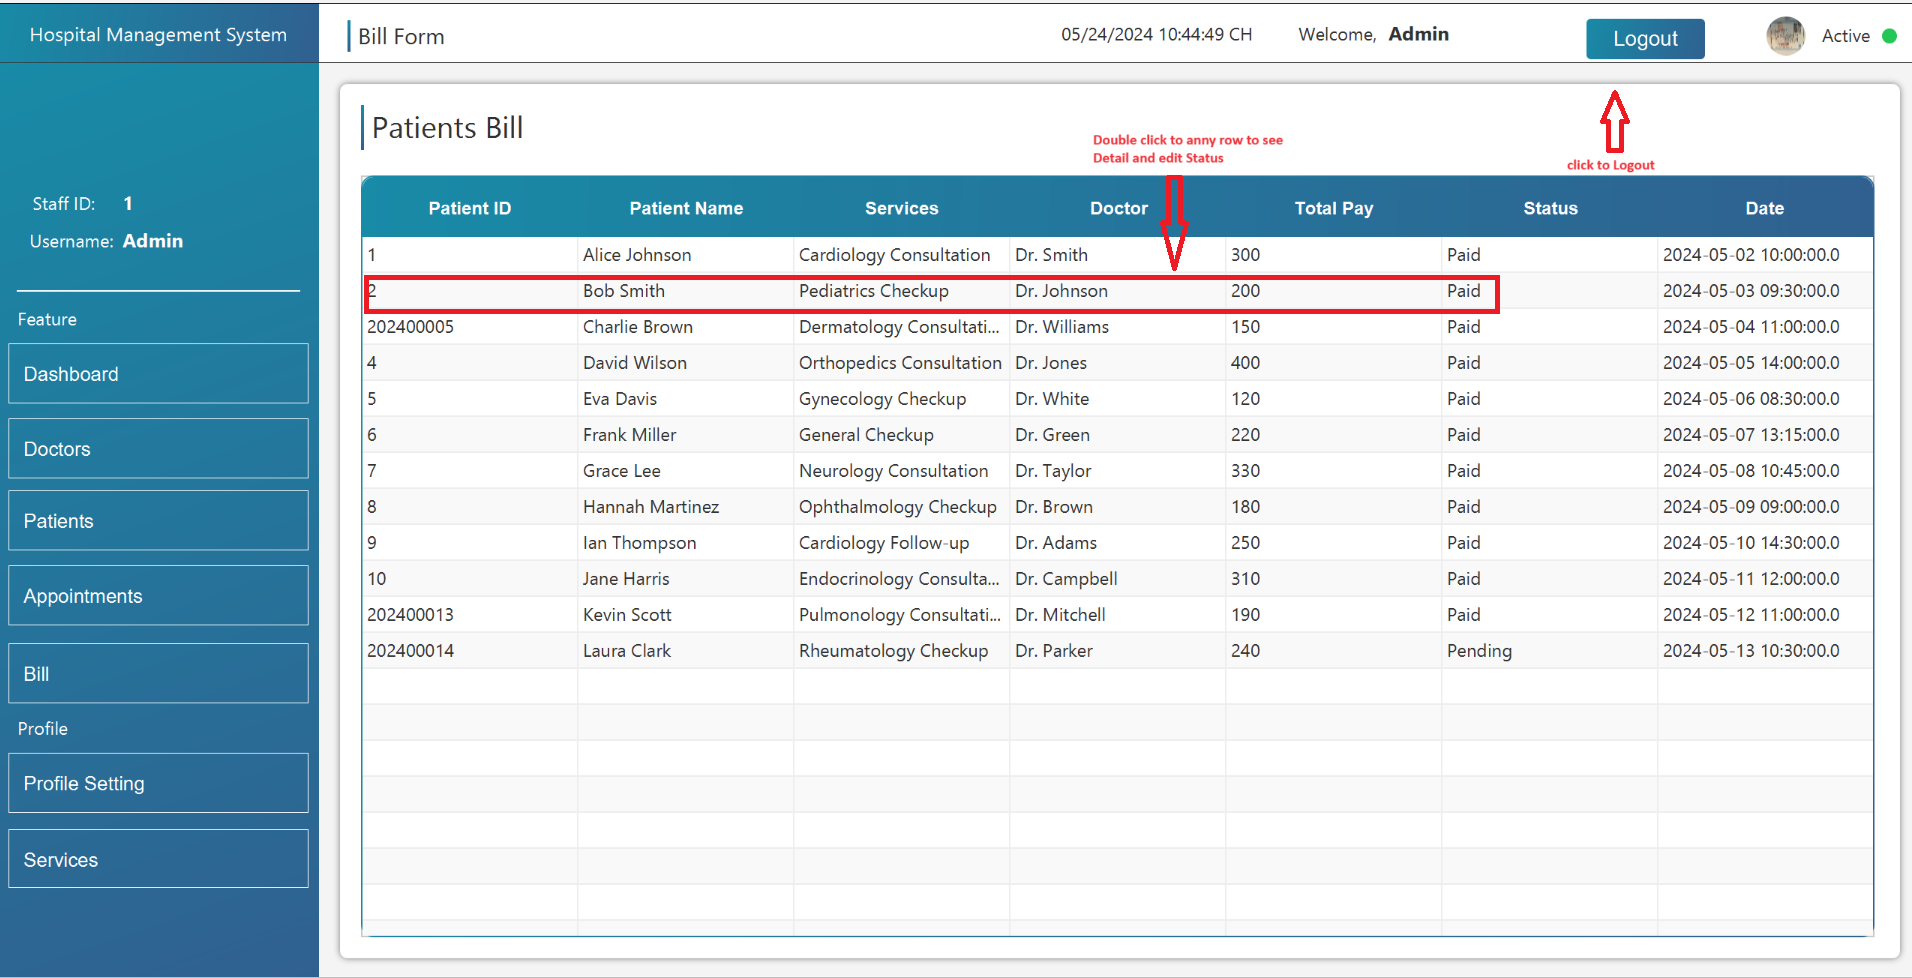 Hospital Management System
Bill Form
05/24/2024 10:44:49 CH
Welcome, Admin
Logout
Active
Staff ID: 1
Username: Admin
Feature
Dashboard
Doctors
Patients
Appointments
Bill
Profile
Profile Setting
Services
Patients Bill
Double click to anny row to see
Detail and edit Status
click to Logout
Patient ID Patient Name Services Doctor Total Pay Status Date
1 Alice Johnson Cardiology Consultation Dr. Smith 300 Paid 2024-05-02 10:00:00.0
2 Bob Smith Pediatrics Checkup Dr. Johnson 200 Paid 2024-05-03 09:30:00.0
202400005 Charlie Brown Dermatology Consultati... Dr. Williams 150 Paid 2024-05-04 11:00:00.0
4 David Wilson Orthopedics Consultation Dr. Jones 400 Paid 2024-05-05 14:00:00.0
5 Eva Davis Gynecology Checkup Dr. White 120 Paid 2024-05-06 08:30:00.0
6 Frank Miller General Checkup Dr. Green 220 Paid 2024-05-07 13:15:00.0
7 Grace Lee Neurology Consultation Dr. Taylor 330 Paid 2024-05-08 10:45:00.0
8 Hannah Martinez Ophthalmology Checkup Dr. Brown 180 Paid 2024-05-09 09:00:00.0
9 Ian Thompson Cardiology Follow-up Dr. Adams 250 Paid 2024-05-10 14:30:00.0
10 Jane Harris Endocrinology Consulta... Dr. Campbell 310 Paid 2024-05-11 12:00:00.0
202400013 Kevin Scott Pulmonology Consultati... Dr. Mitchell 190 Paid 2024-05-12 11:00:00.0
202400014 Laura Clark Rheumatology Checkup Dr. Parker 240 Pending 2024-05-13 10:30:00.0